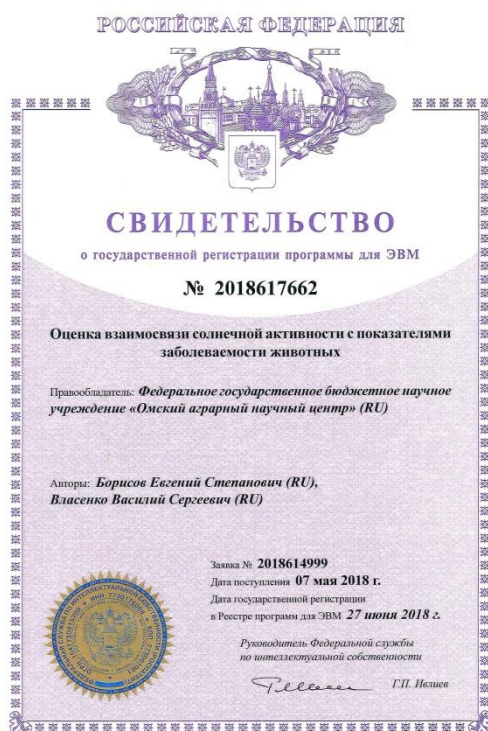 РОССИЙСКАЯ ФЕДЕРАЦИЯ
СВИДЕТЕЛЬСТВО
о государственной регистрации программы для ЭВМ
№ 2018617662
Оценка взаимосвязи солнечной активности с показателями
заболеваемости животных
Правообладатель: Федеральное государственное бюджетное научное
учреждение «Омский аграрный научный центр» (RU)
Авторы: Борисов Евгений Степанович (RU),
Власенко Василий Сергеевич (RU)
Заявка № 2018614999
Дата поступления 07 мая 2018 г.
Дата государственной регистрации
в Реестре программ для ЭВМ 27 июня 2018 г.
Руководитель Федеральной службы
по интеллектуальной собственности
Г.П. Ивлиев